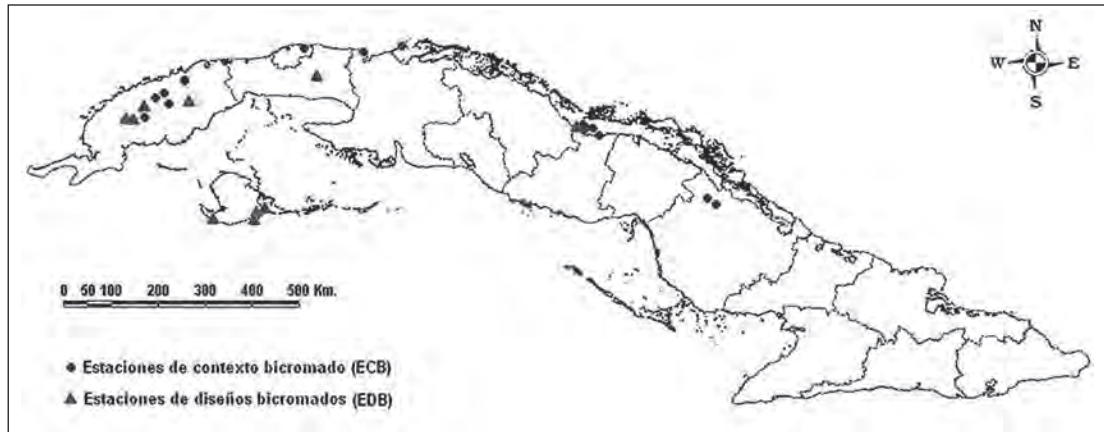 N
W E
S
0 50 100 200 300 400 500 Km.
Estaciones de contexto bicromado (ECB)
Estaciones de diseños bicromados (EDB)